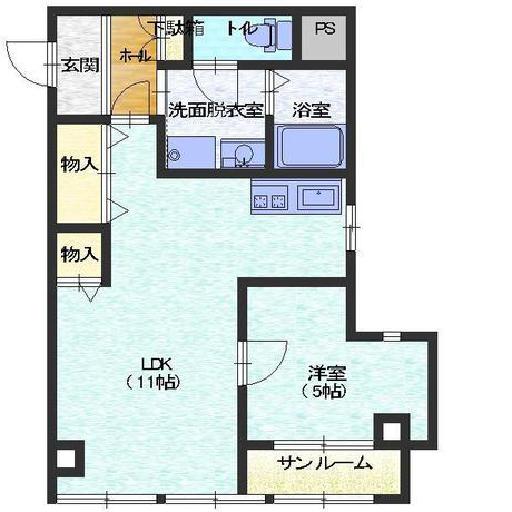 下駄箱
トイレ
PS
玄関
ホール
洗面脱衣室
浴室
物入
物入
LDK
（11帖）
洋室
（5帖）
サンルーム